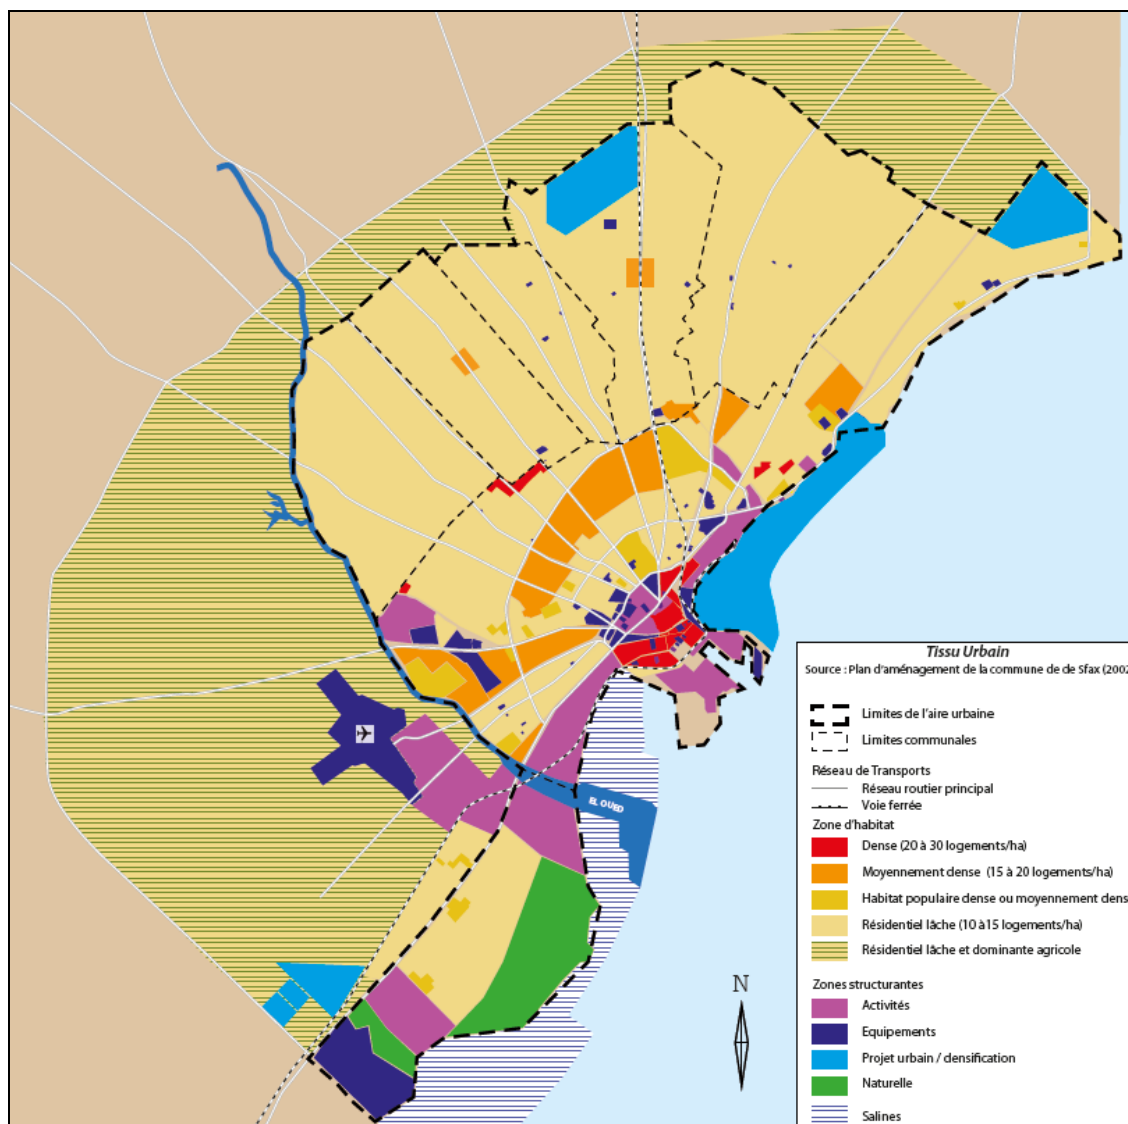 EL OUED
N
Tissu Urbain
Source : Plan d'aménagement de la commune de de Sfax (2002
Limites de l'aire urbaine
Limites communales
Réseau de Transports
Réseau routier principal
Voie ferrée
Zone d'habitat
Dense (20 à 30 logements/ha)
Moyennement dense (15 à 20 logements/ha)
Habitat populaire dense ou moyennement dens
Résidentiel lâche (10 à15 logements/ha)
Résidentiel lâche et dominante agricole
Zones structurantes
Activités
Equipements
Projet urbain / densification
Naturelle
Salines